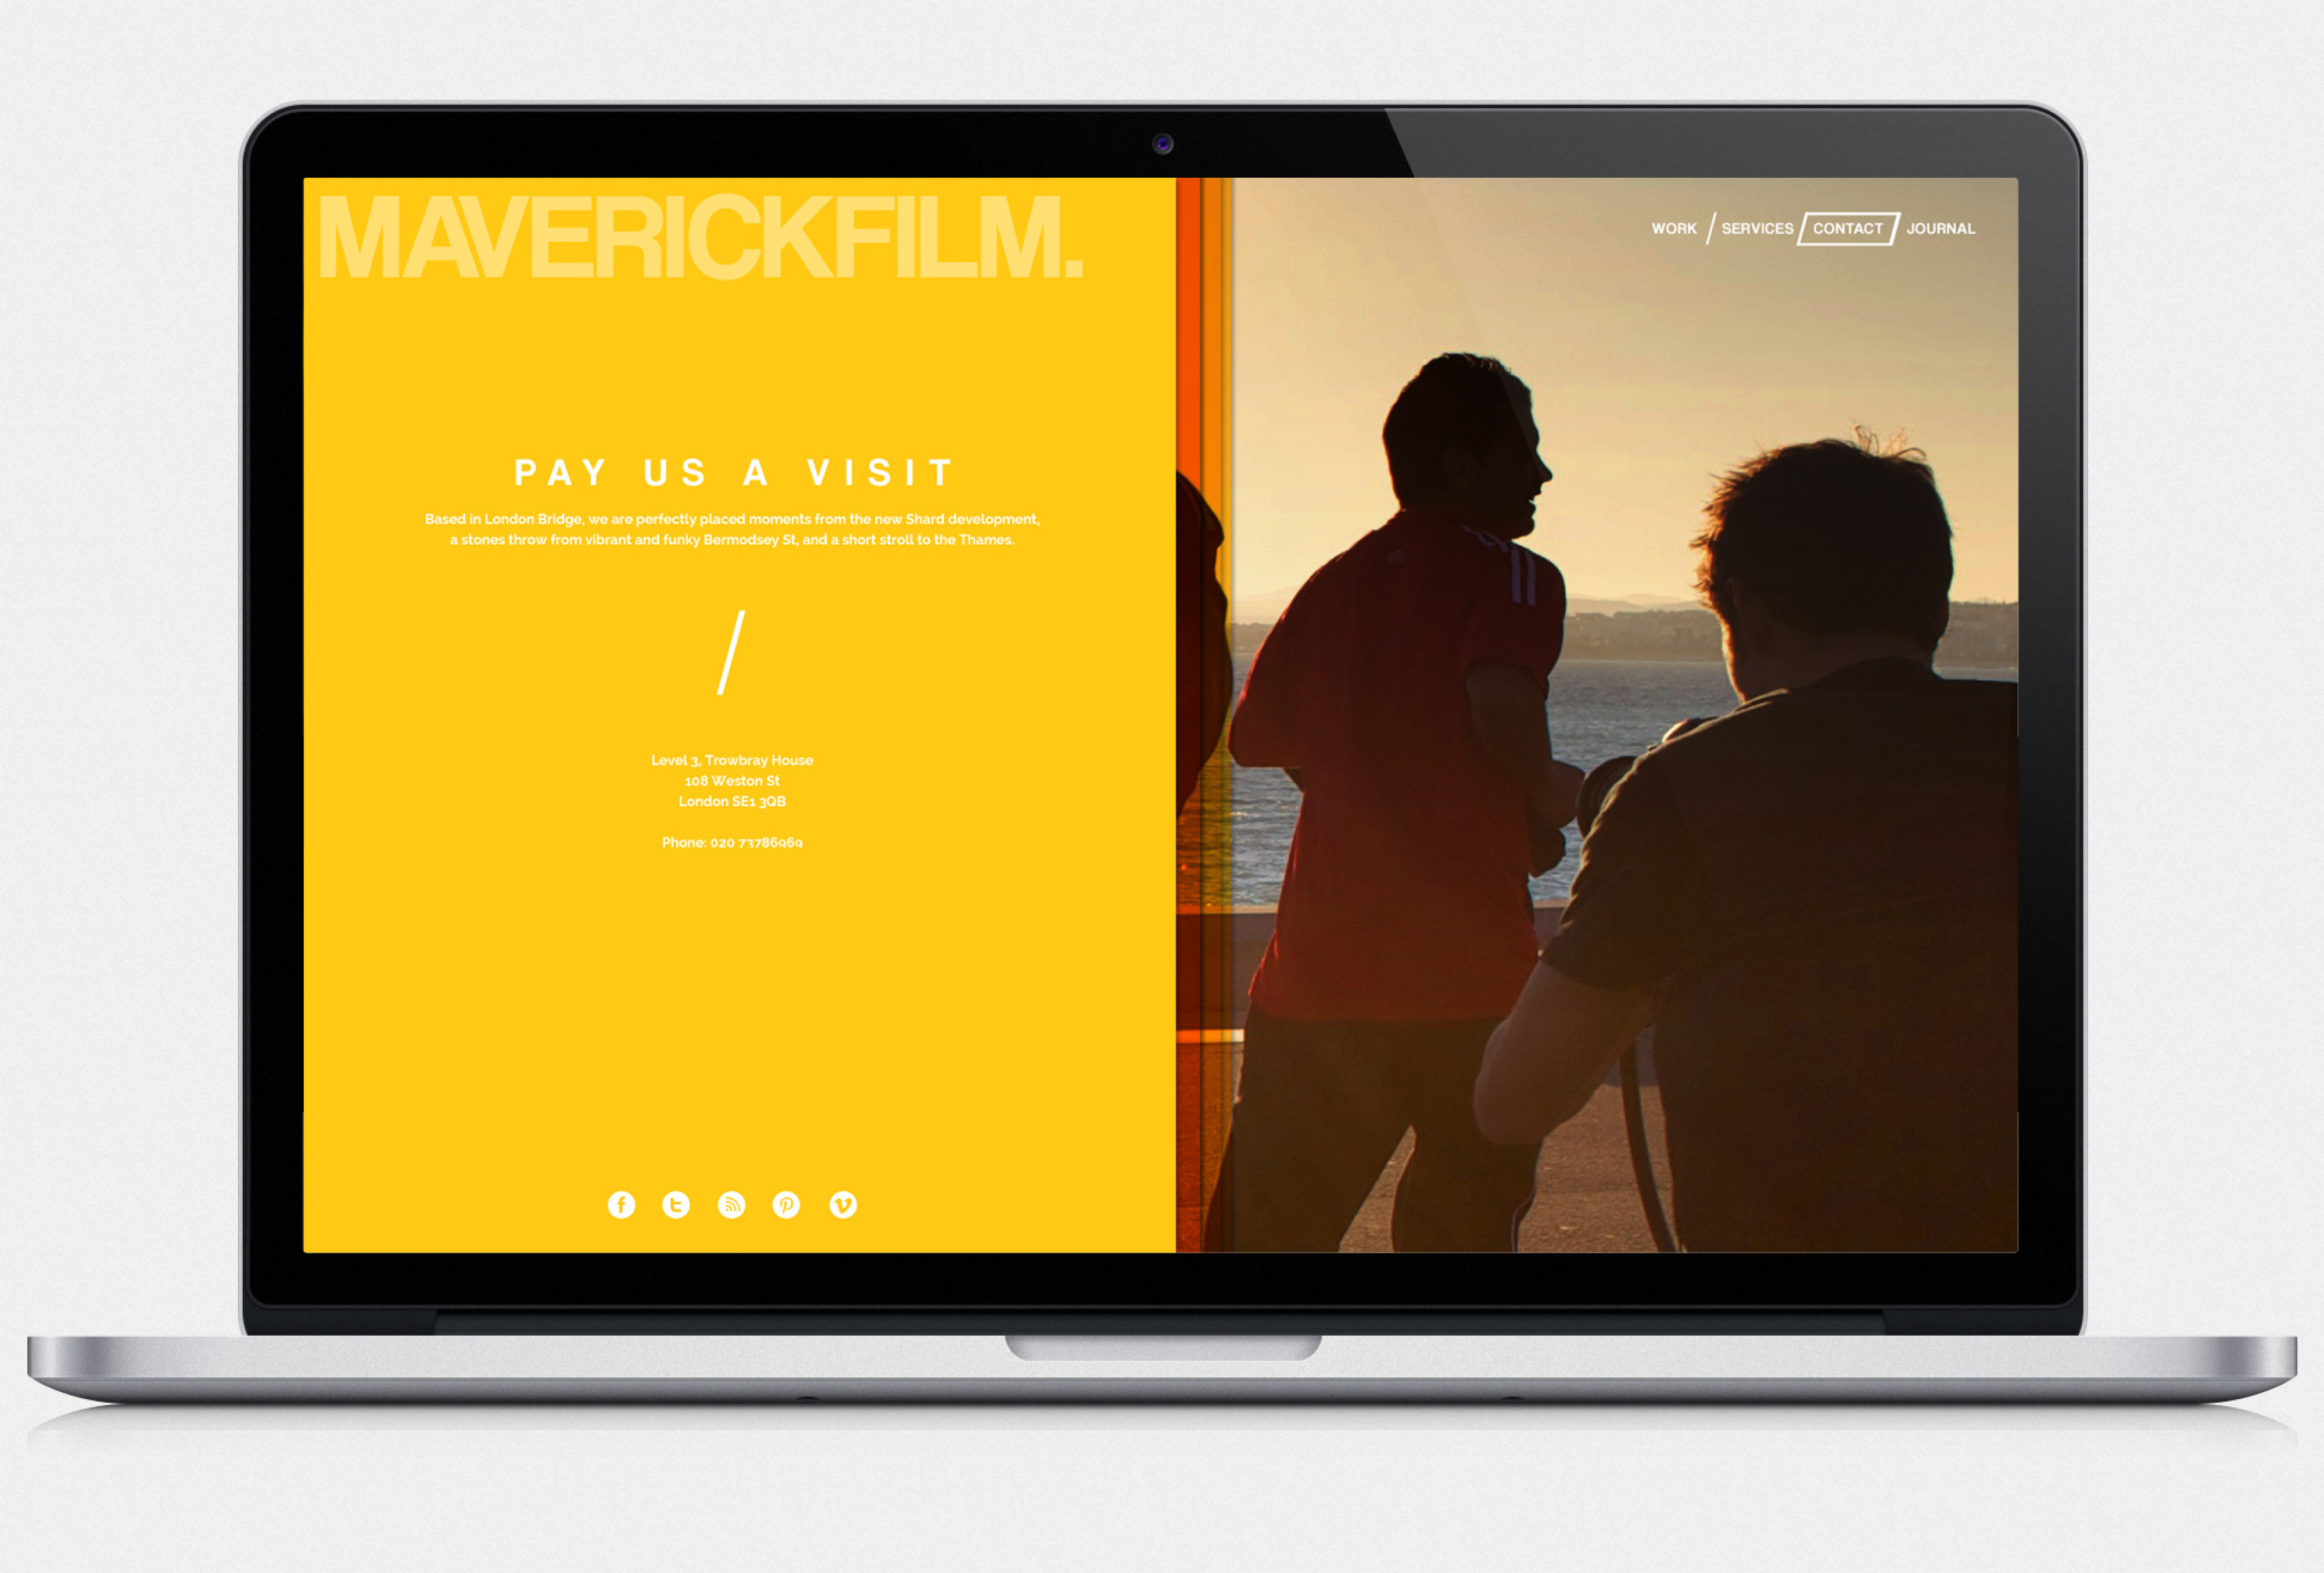 MAVERICKFILM.
WORK / SERVICES CONTACT JOURNAL
PAY US A VISIT
Based in London Bridge, we are perfectly placed moments from the new Shard development,
a stones throw from vibrant and funky Bermodsey St, and a short stroll to the Thames.
/
Level 3, Trowbray House
108 Weston St
London SE1 3QB
Phone: 020 73786969